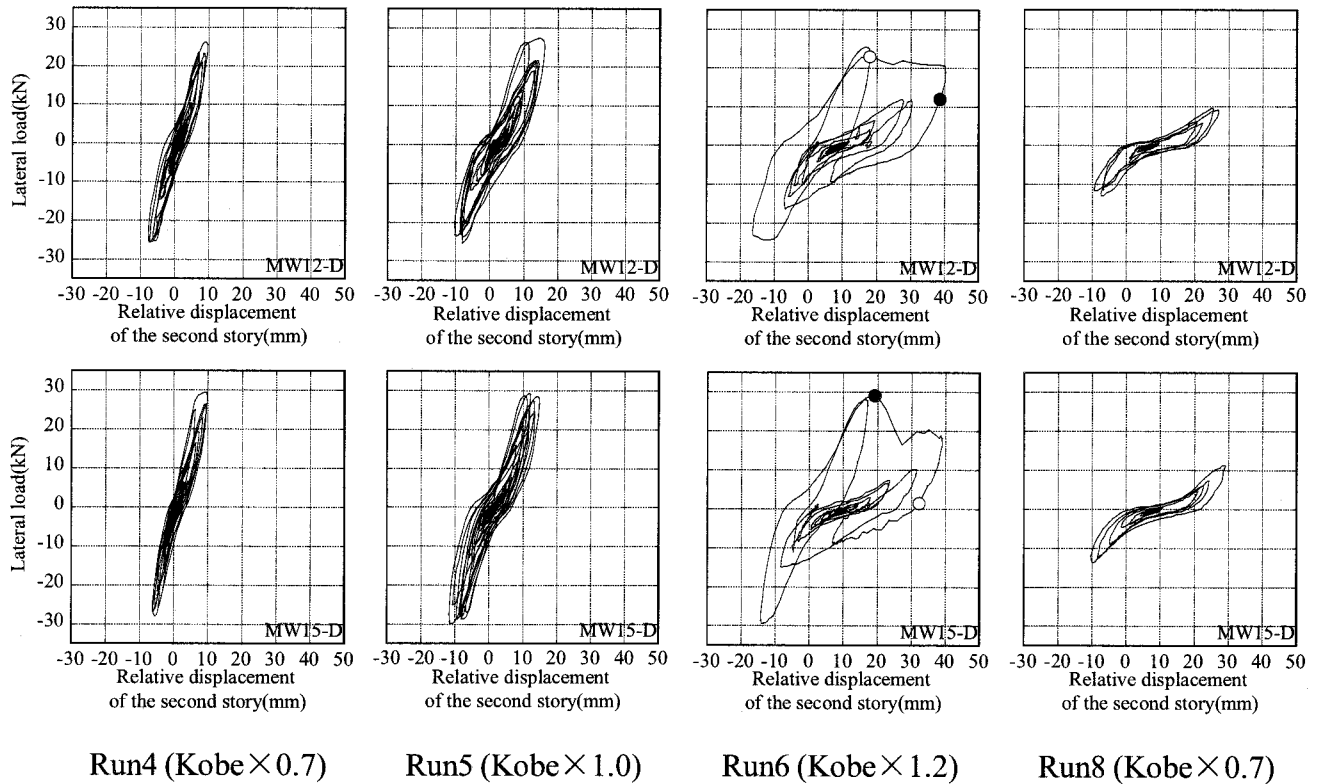 30
20
10
0
-10
-20
-30
Lateral load(kN)
MW12-D
MW12-D
MW12-D
MW12-D
-30 -20 -10 0 10 20 30 40 50
-30 -20 -10 0 10 20 30 40 50
-30 -20 -10 0 10 20 30 40 50
-30 -20 -10 0 10 20 30 40 50
Relative displacement
of the second story(mm)
Relative displacement
of the second story(mm)
Relative displacement
of the second story(mm)
Relative displacement
of the second story(mm)
30
20
10
0
-10
-20
-30
Lateral load(kN)
MW15-D
MW15-D
MW15-D
MW15-D
-30 -20 -10 0 10 20 30 40 50
-30 -20 -10 0 10 20 30 40 50
-30 -20 -10 0 10 20 30 40 50
-30 -20 -10 0 10 20 30 40 50
Relative displacement
of the second story(mm)
Relative displacement
of the second story(mm)
Relative displacement
of the second story(mm)
Relative displacement
of the second story(mm)
Run4 (Kobe×0.7)
Run5 (Kobe×1.0)
Run6 (Kobe×1.2)
Run8 (Kobe×0.7)